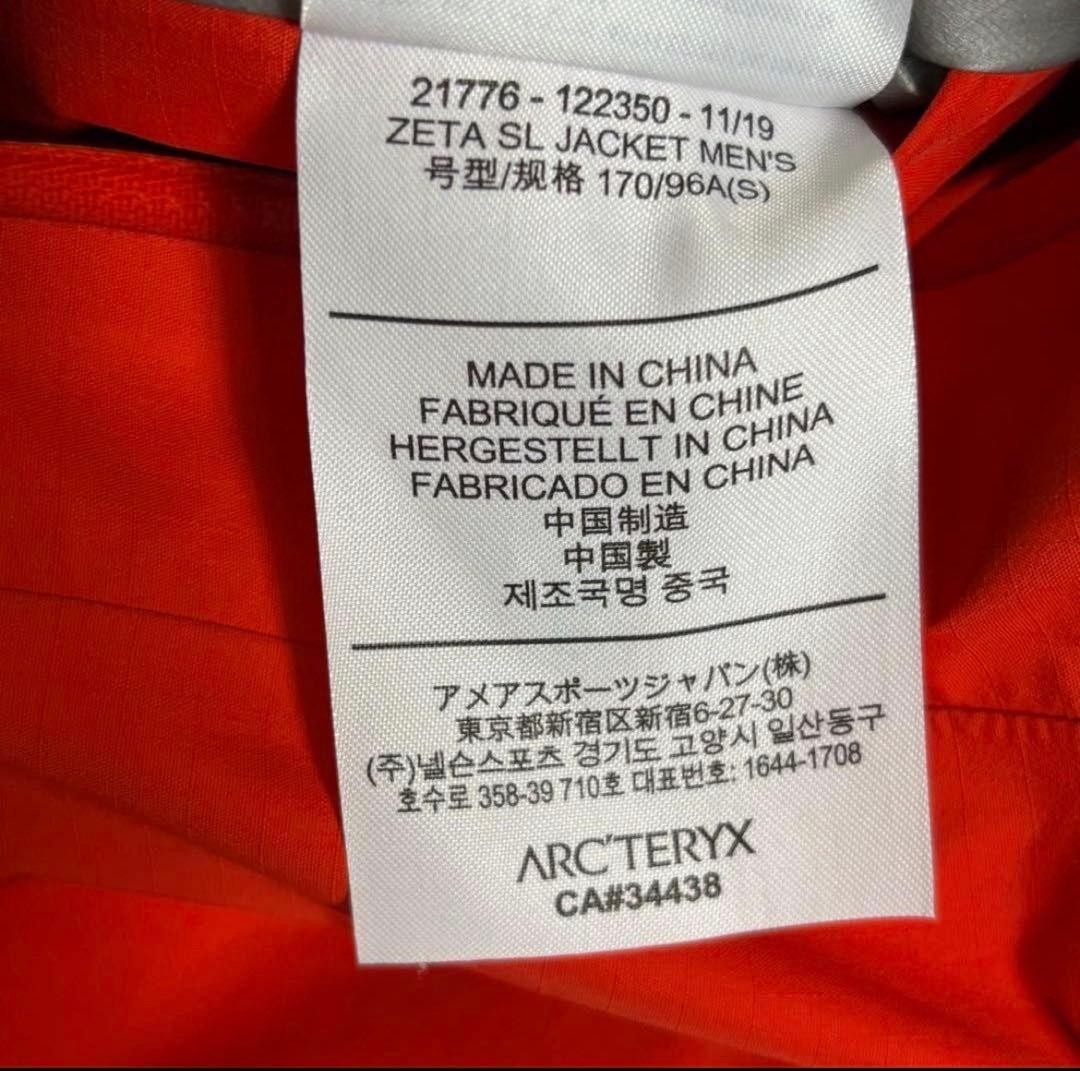 21776 - 122350 - 11/19
ZETA SL JACKET MEN'S
号型/规格 170/96A(S)
MADE IN CHINA
FABRIQUÉ EN CHINE
HERGESTELLT IN CHINA
FABRICADO EN CHINA
中国制造
中国製
제조국명 중국
アメアスポーツジャパン(株)
東京都新宿区新宿6-27-30
(주)넬슨스포츠 경기도 고양시 일산동구
호수로 358-39 710호 대표번호: 1644-1708
ARC'TERYX
CA#34438